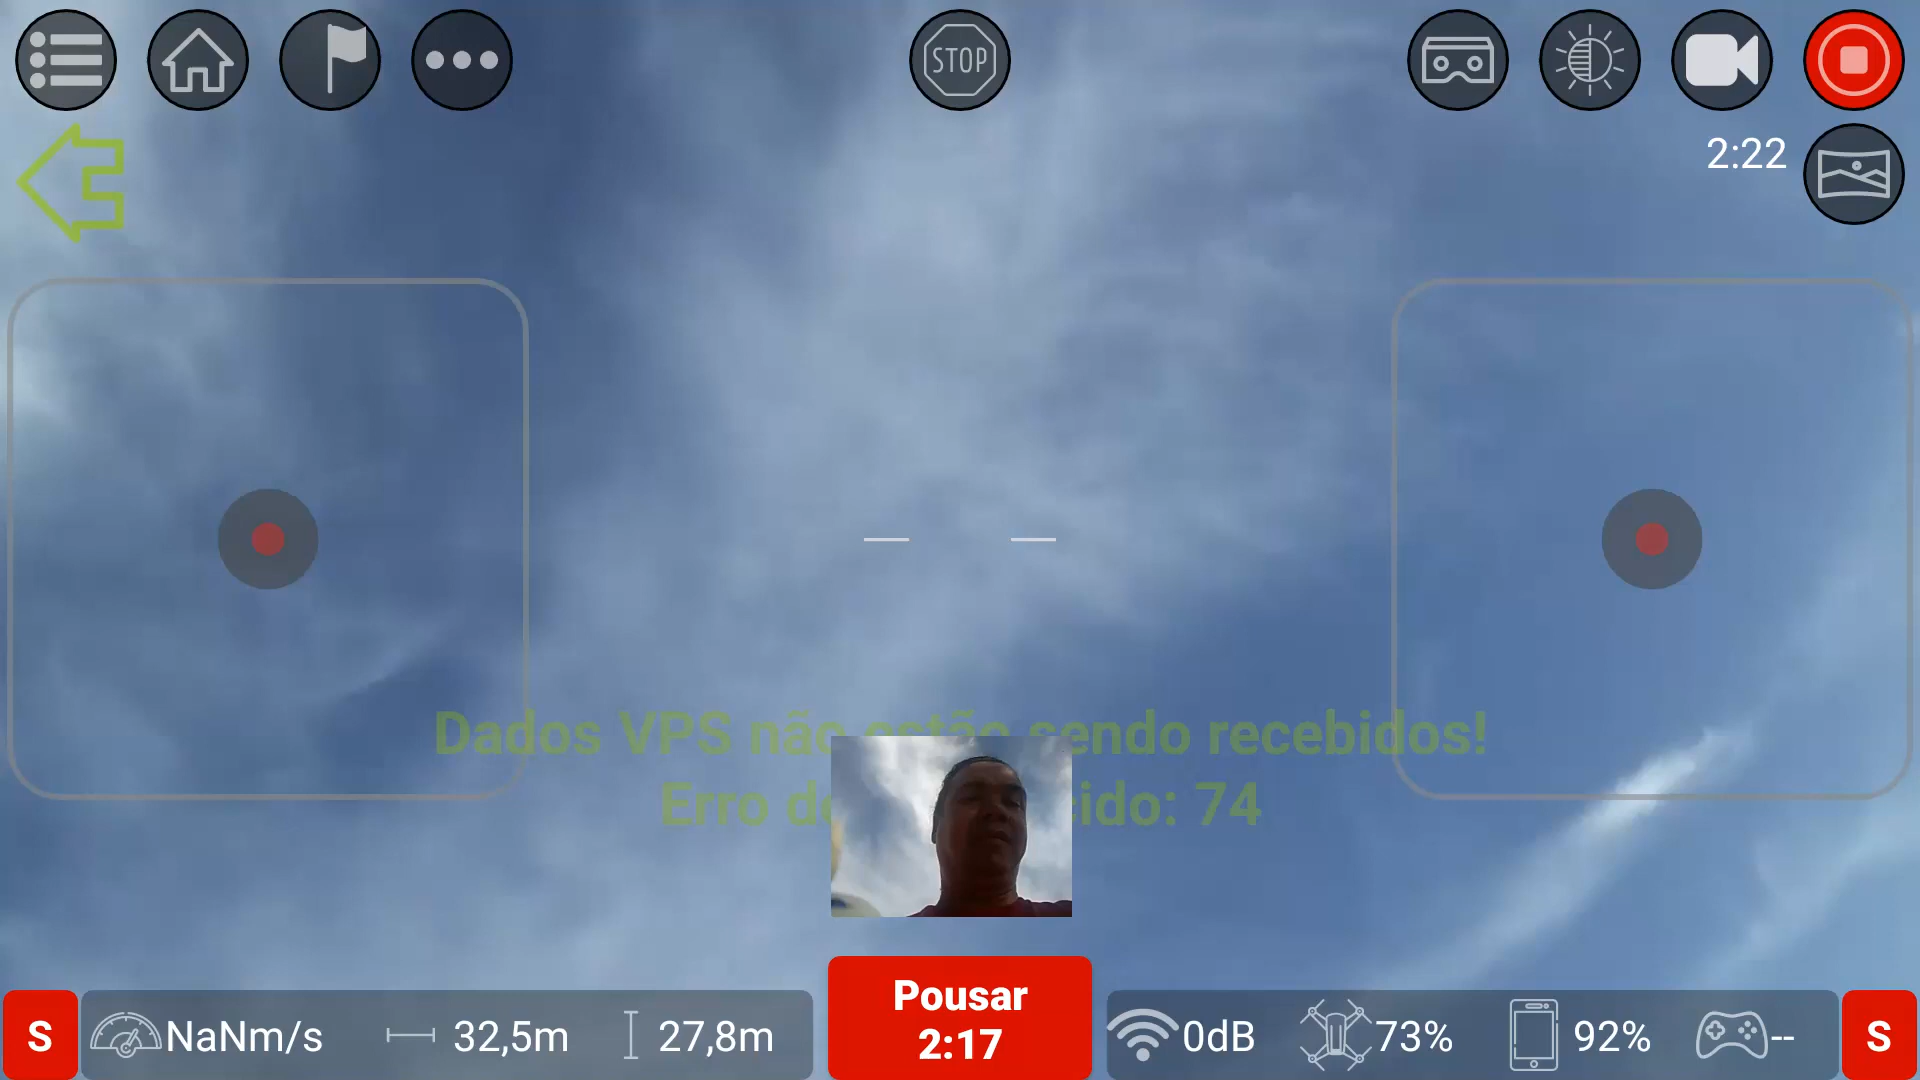 STOP
2:22
Dados VPS não estão sendo recebidos!
Erro cido: 74
Pousar
2:17
S
NaNm/s
32,5m
27,8m
0dB
73%
92%
--
S